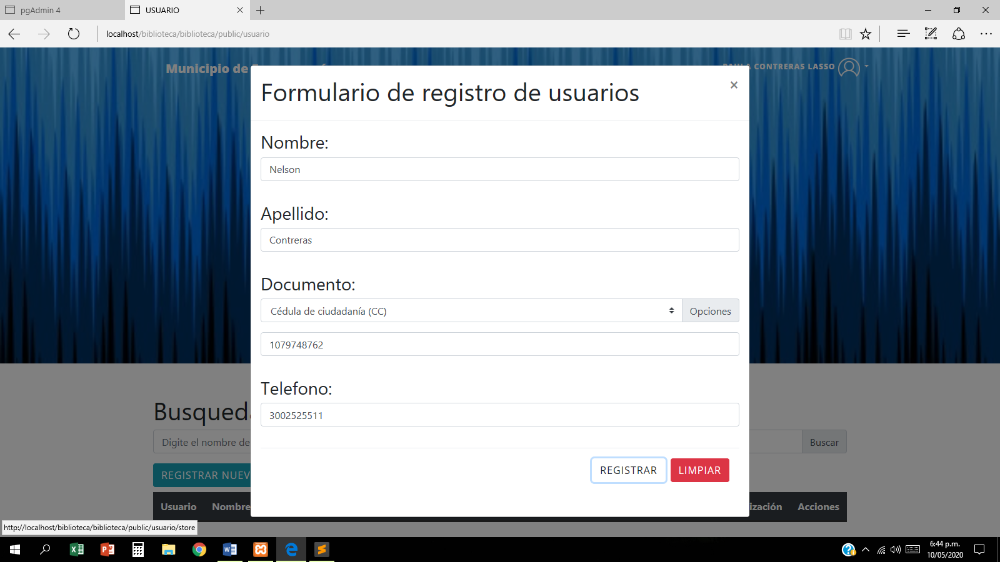 pgAdmin 4
USUARIO
localhost/biblioteca/biblioteca/public/usuario
Municipio de
CONTRERAS LASSO
Formulario de registro de usuarios
×
Nombre:
Nelson
Apellido:
Contreras
Documento:
Cédula de ciudadanía (CC)
Opciones
1079748762
Telefono:
3002525511
Busqued
Digite el nombre de
Buscar
REGISTRAR NUEV
REGISTRAR
LIMPIAR
Usuario
Nombre
ización
Acciones
http://localhost/biblioteca/biblioteca/public/usuario/store
6:44 p.m.
10/05/2020